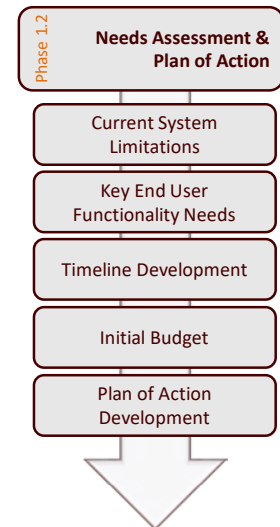 Phase 1.2
Needs Assessment &
Plan of Action
Current System
Limitations
Key End User
Functionality Needs
Timeline Development
Initial Budget
Plan of Action
Development